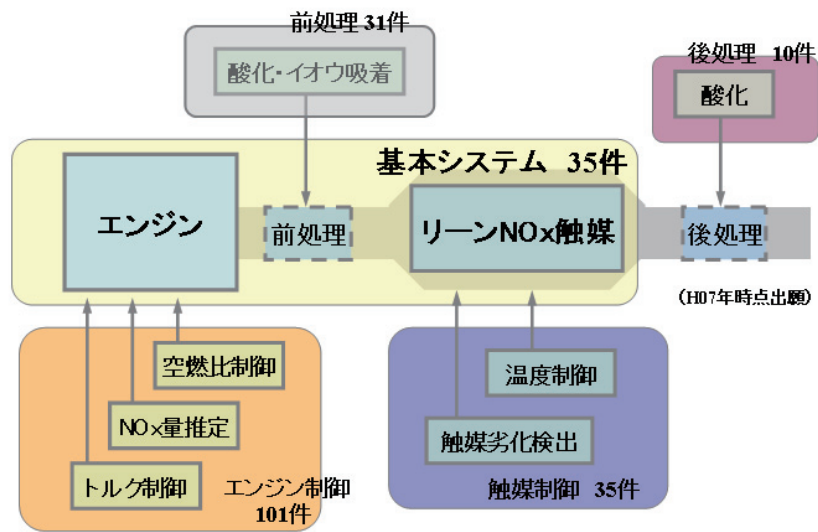 前処理 31件
酸化・イオウ吸着
後処理 10件
酸化
基本システム 35件
エンジン
前処理
リーンNOx触媒
後処理
(H07年時点出願)
空燃比制御
NOx量推定
トルク制御
エンジン制御
101件
温度制御
触媒劣化検出
触媒制御 35件